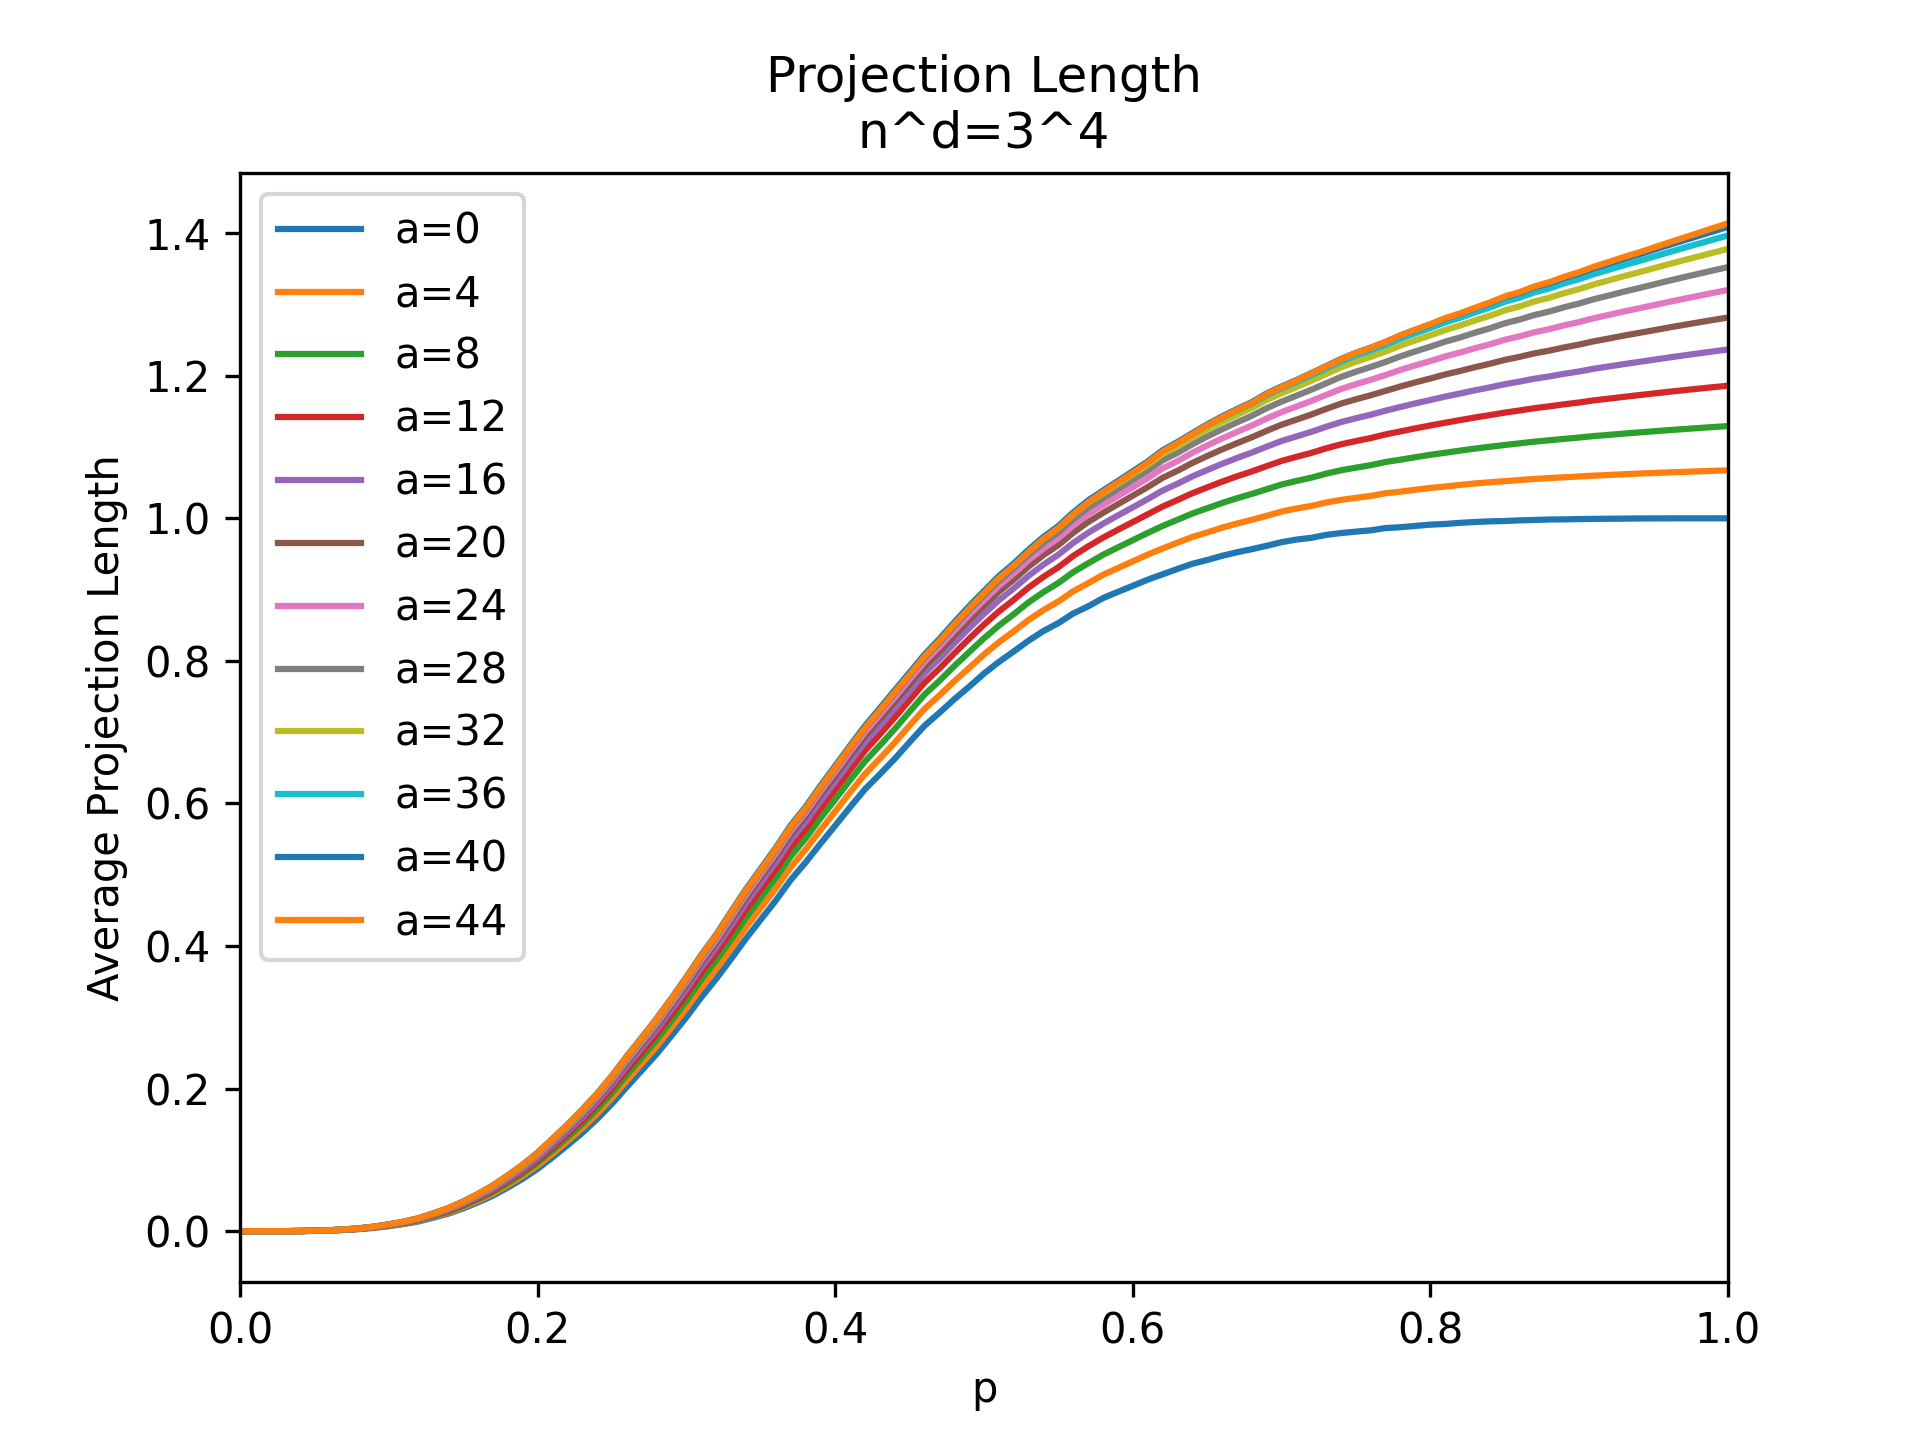 Projection Length
n^d=3^4
a=0
a=4
a=8
a=12
a=16
a=20
a=24
a=28
a=32
a=36
a=40
a=44
Average Projection Length
1.4
1.2
1.0
0.8
0.6
0.4
0.2
0.0
0.0 0.2 0.4 0.6 0.8 1.0
p